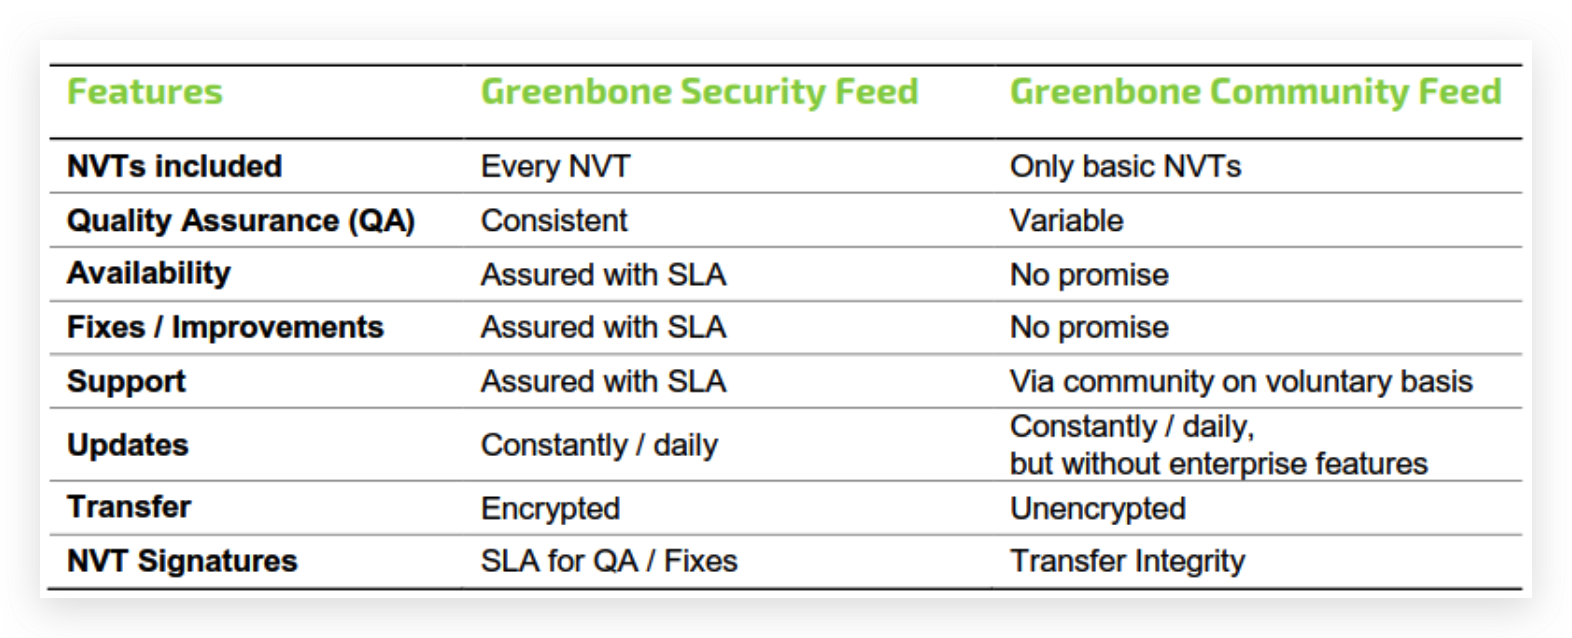 Features Greenbone Security Feed Greenbone Community Feed
NVTs included Every NVT Only basic NVTs
Quality Assurance (QA) Consistent Variable
Availability Assured with SLA No promise
Fixes / Improvements Assured with SLA No promise
Support Assured with SLA Via community on voluntary basis
Updates Constantly / daily Constantly / daily,
but without enterprise features
Transfer Encrypted Unencrypted
NVT Signatures SLA for QA / Fixes Transfer Integrity